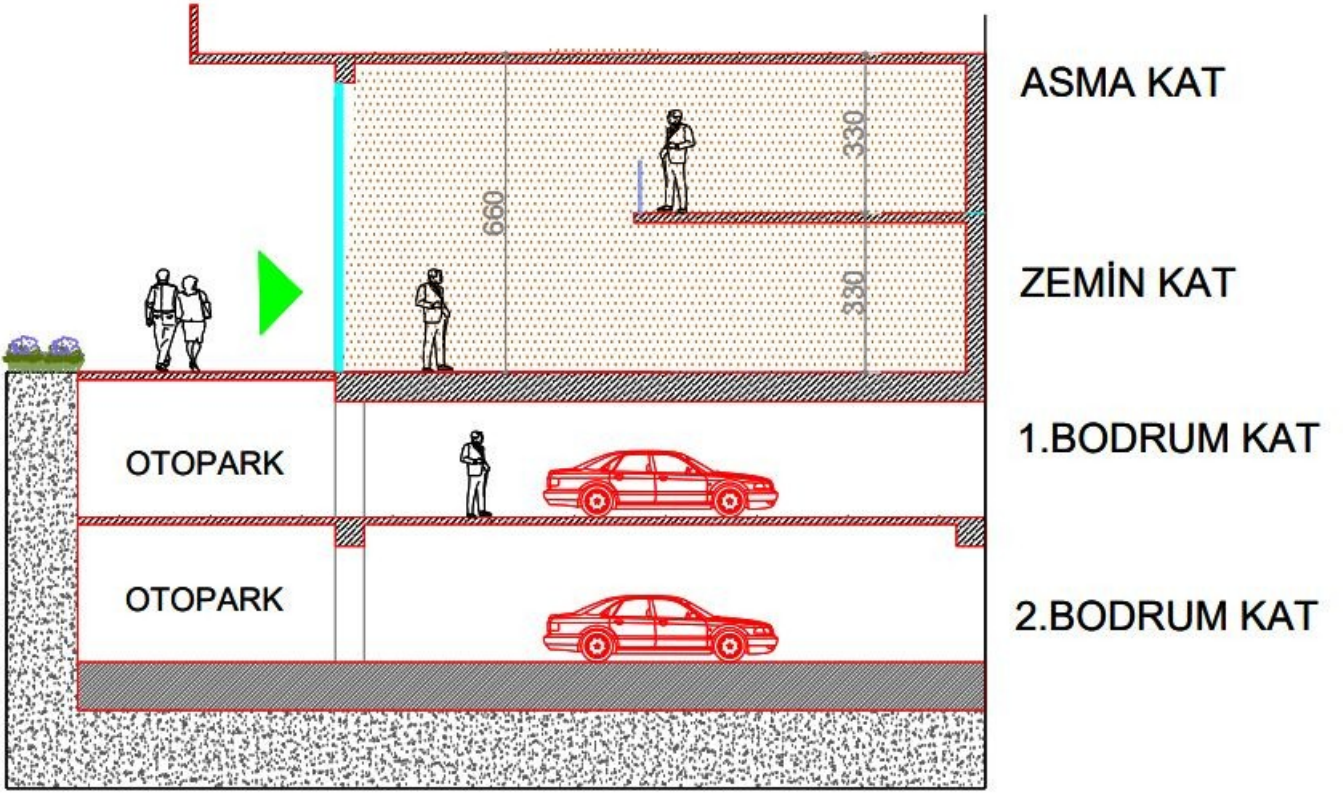 ASMA KAT
330
660
ZEMİN KAT
330
1.BODRUM KAT
OTOPARK
OTOPARK
2.BODRUM KAT